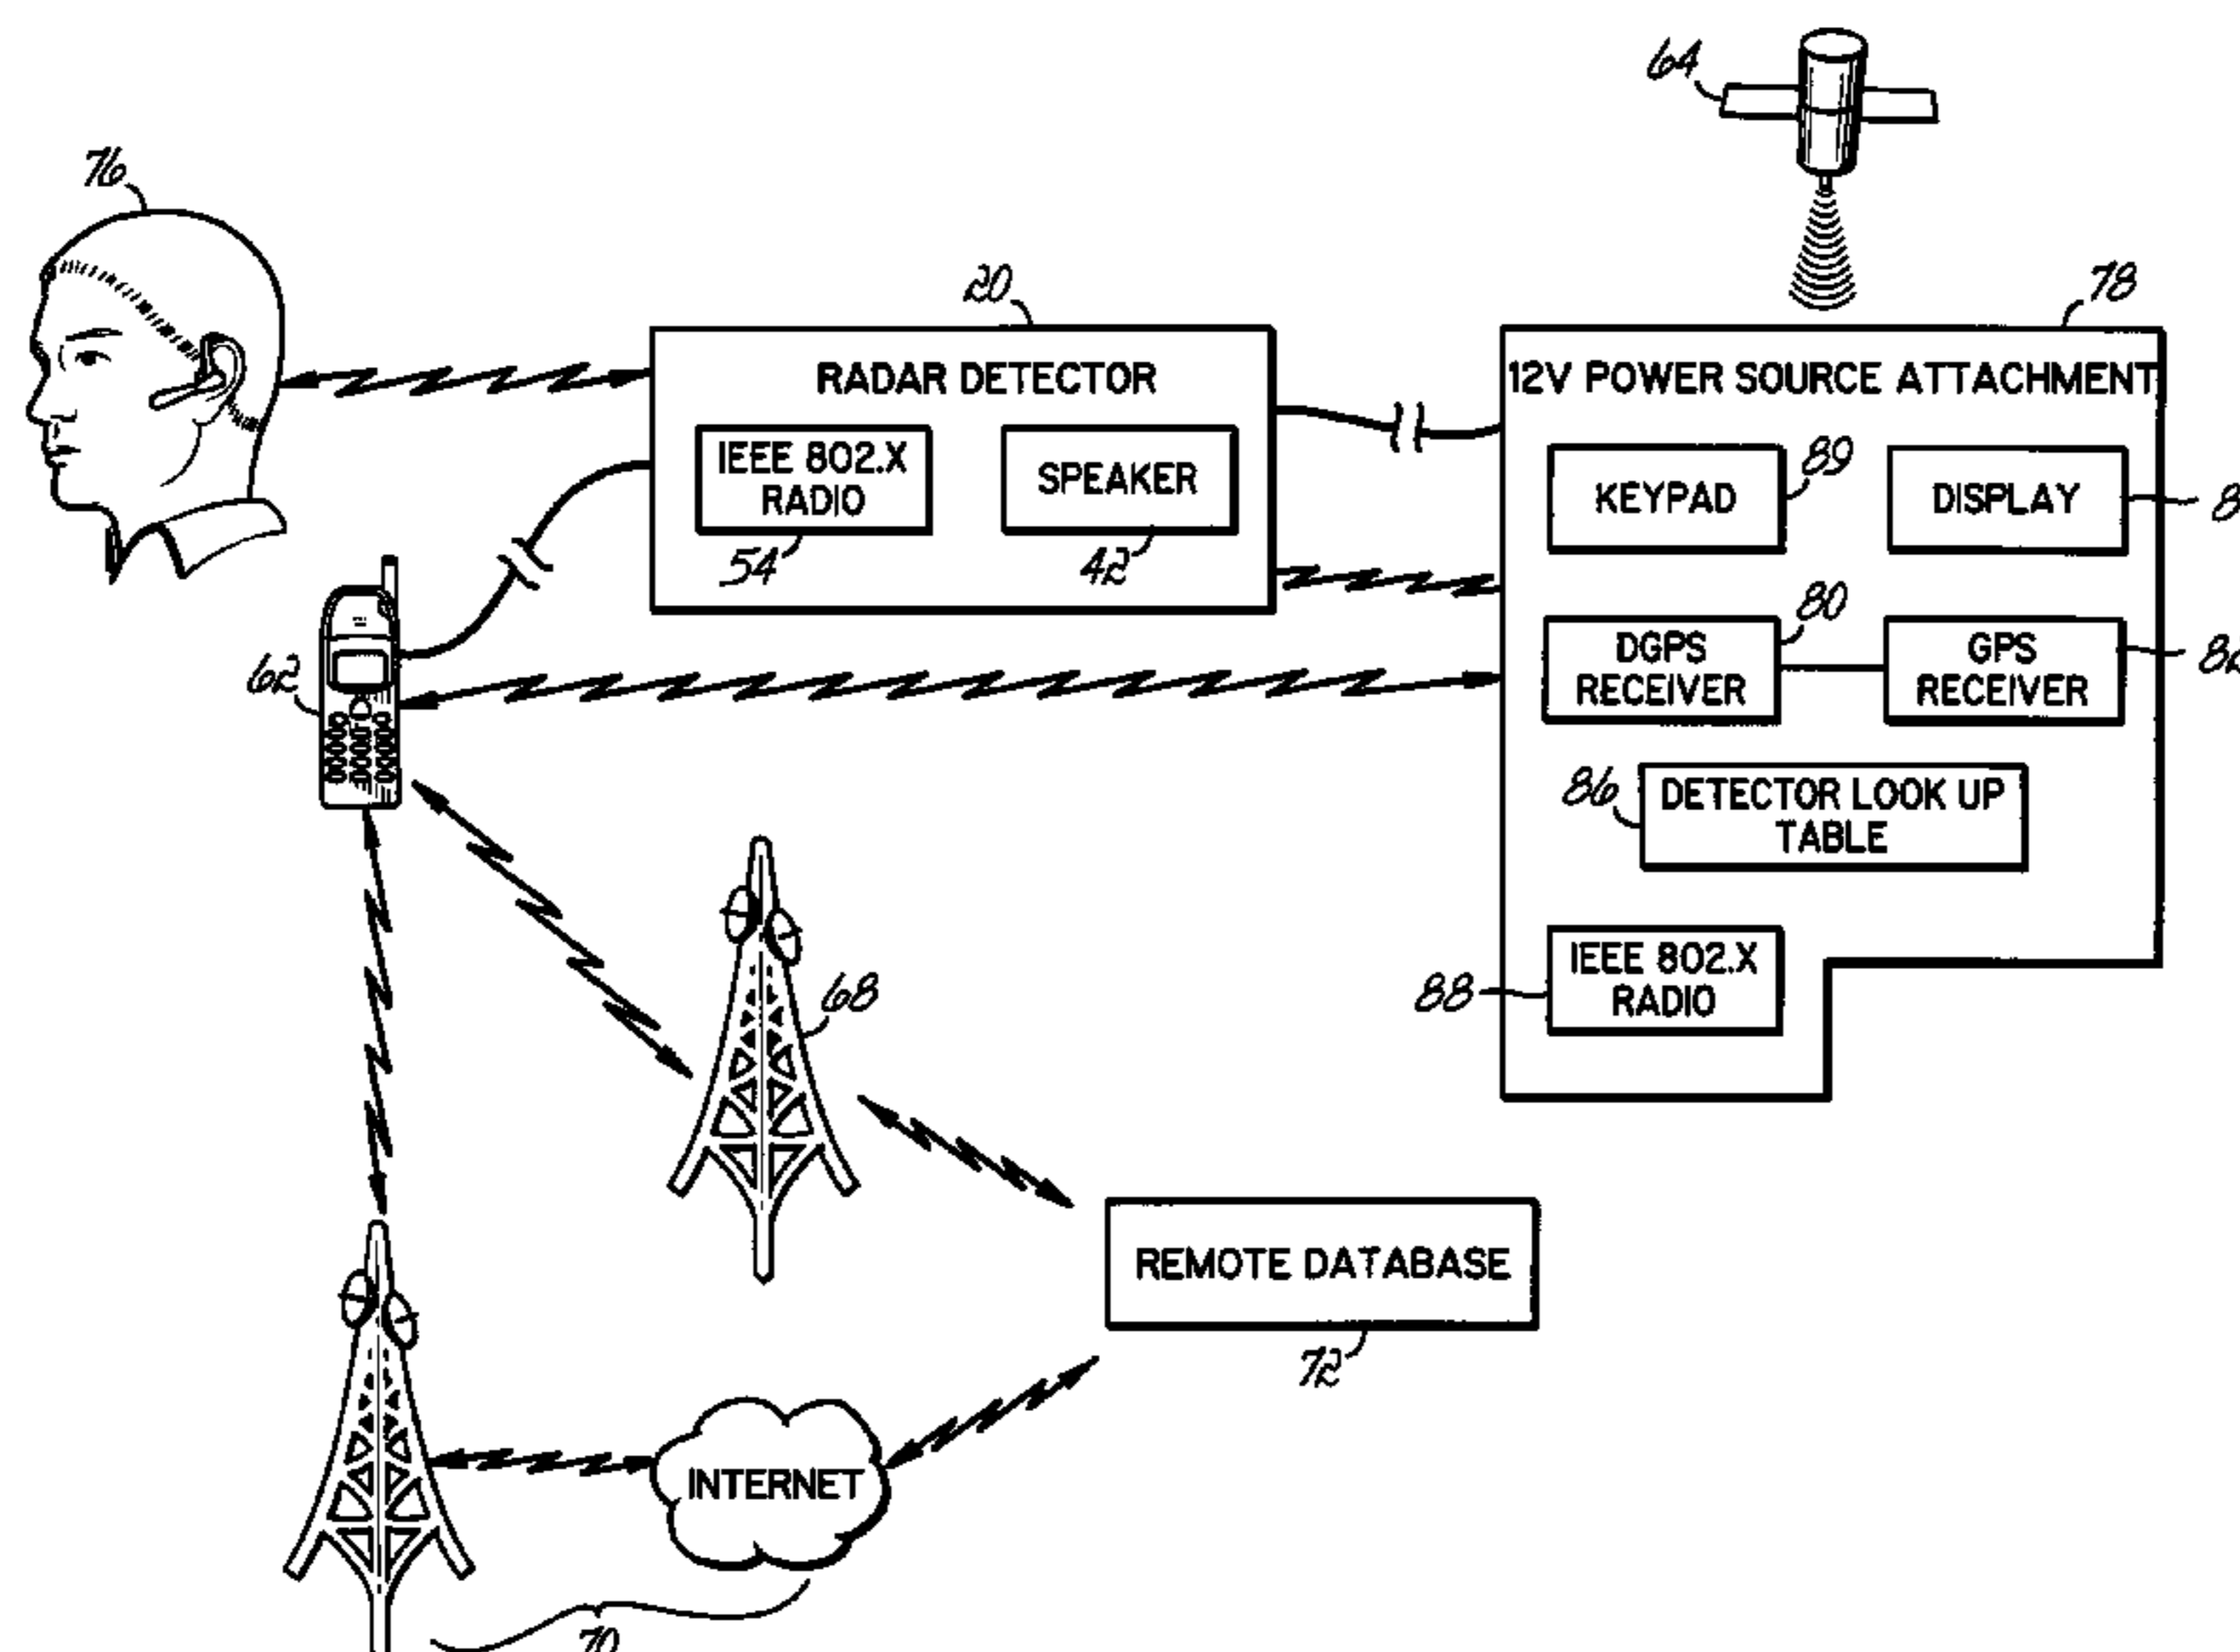 64
76
20
78
RADAR DETECTOR
12V POWER SOURCE ATTACHMENT
IEEE 802.X
RADIO
SPEAKER
54
42
KEYPAD
89
DISPLAY
80
DGPS
RECEIVER
GPS
RECEIVER
62
86
DETECTOR LOOK UP
TABLE
68
88
IEEE 802.X
RADIO
REMOTE DATABASE
72
INTERNET
70